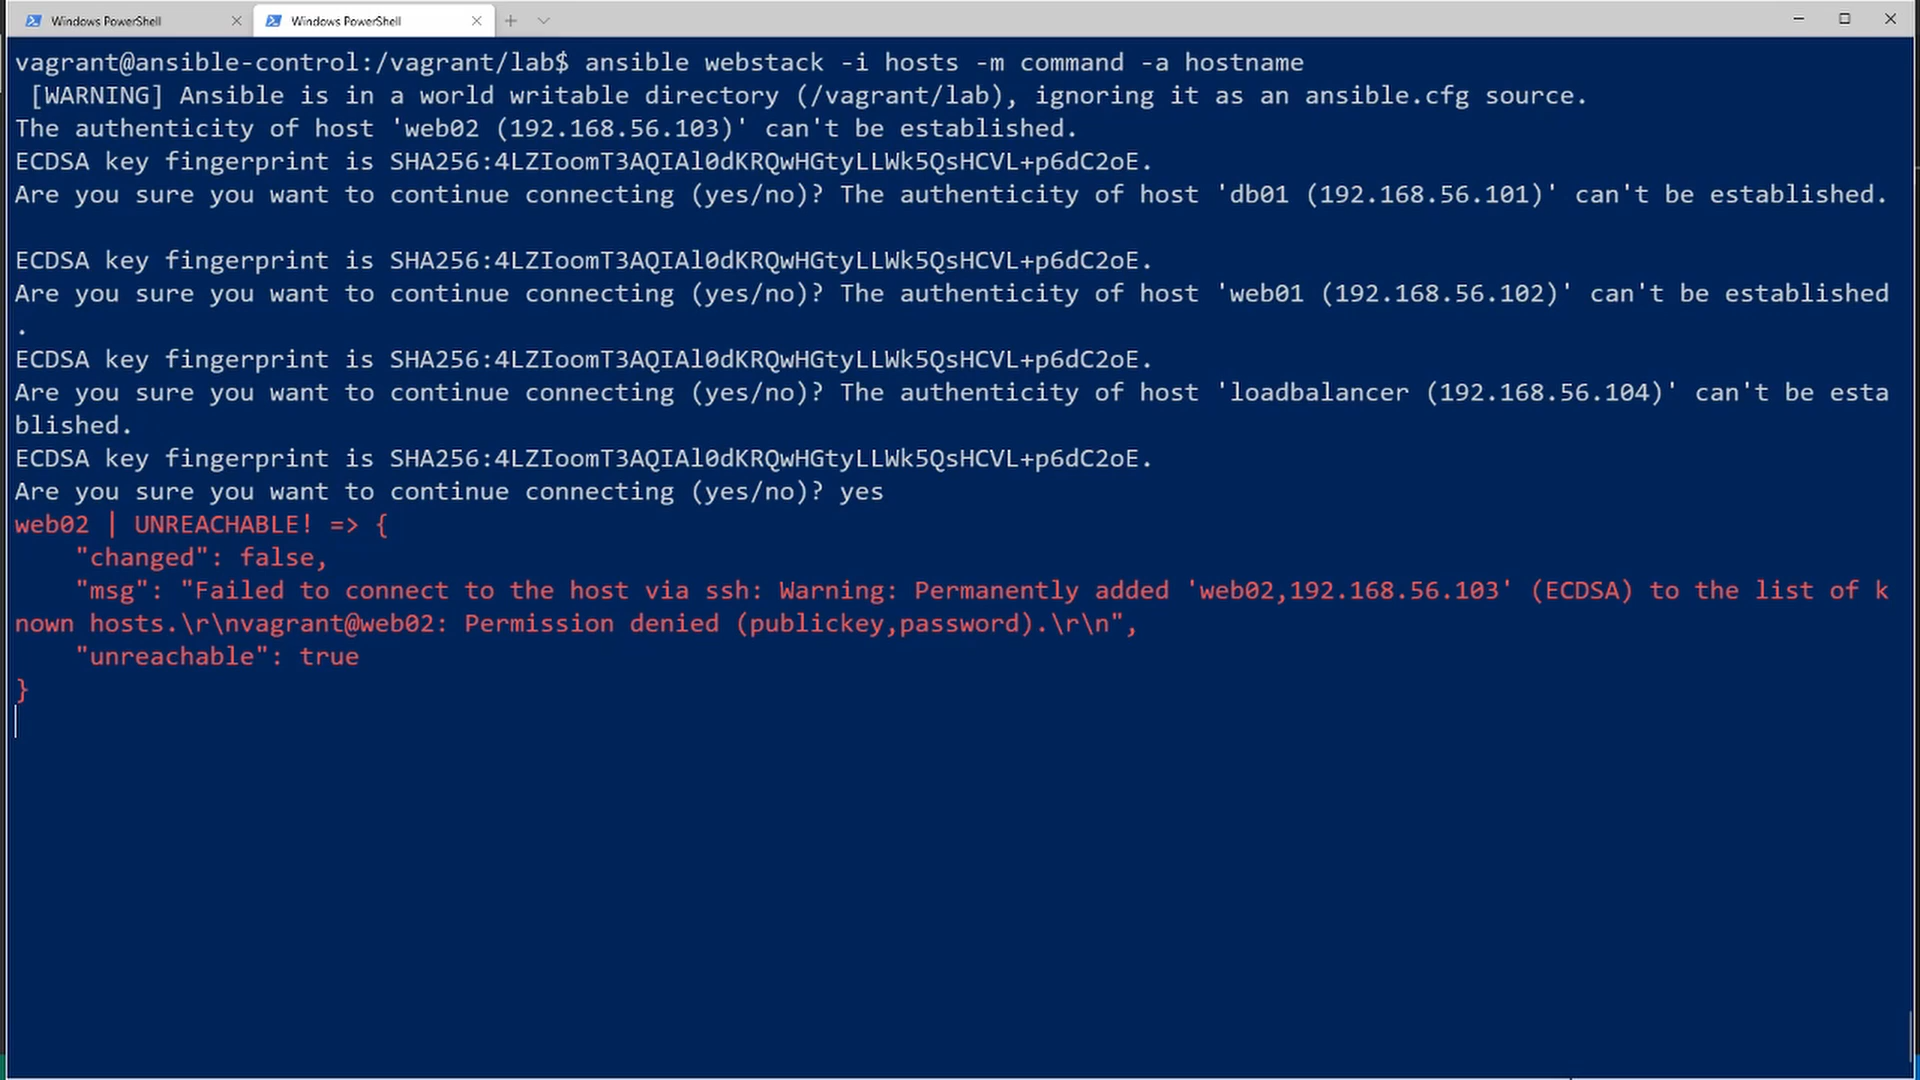 Windows PowerShell
Windows PowerShell
vagrant@ansible-control:/vagrant/lab$ ansible webstack -i hosts -m command -a hostname
[WARNING] Ansible is in a world writable directory (/vagrant/lab), ignoring it as an ansible.cfg source.
The authenticity of host 'web02 (192.168.56.103)' can't be established.
ECDSA key fingerprint is SHA256:4LZIoomT3AQIAl0dKRQwHGtyLLWk5QsHCVL+p6dC2oE.
Are you sure you want to continue connecting (yes/no)? The authenticity of host 'db01 (192.168.56.101)' can't be established.
ECDSA key fingerprint is SHA256:4LZIoomT3AQIAl0dKRQwHGtyLLWk5QsHCVL+p6dC2oE.
Are you sure you want to continue connecting (yes/no)? The authenticity of host 'web01 (192.168.56.102)' can't be established
.
ECDSA key fingerprint is SHA256:4LZIoomT3AQIAl0dKRQwHGtyLLWk5QsHCVL+p6dC2oE.
Are you sure you want to continue connecting (yes/no)? The authenticity of host 'loadbalancer (192.168.56.104)' can't be esta
blished.
ECDSA key fingerprint is SHA256:4LZIoomT3AQIAl0dKRQwHGtyLLWk5QsHCVL+p6dC2oE.
Are you sure you want to continue connecting (yes/no)? yes
web02 | UNREACHABLE! => {
    "changed": false,
    "msg": "Failed to connect to the host via ssh: Warning: Permanently added 'web02,192.168.56.103' (ECDSA) to the list of k
nown hosts.\r\nvagrant@web02: Permission denied (publickey,password).\r\n",
    "unreachable": true
}